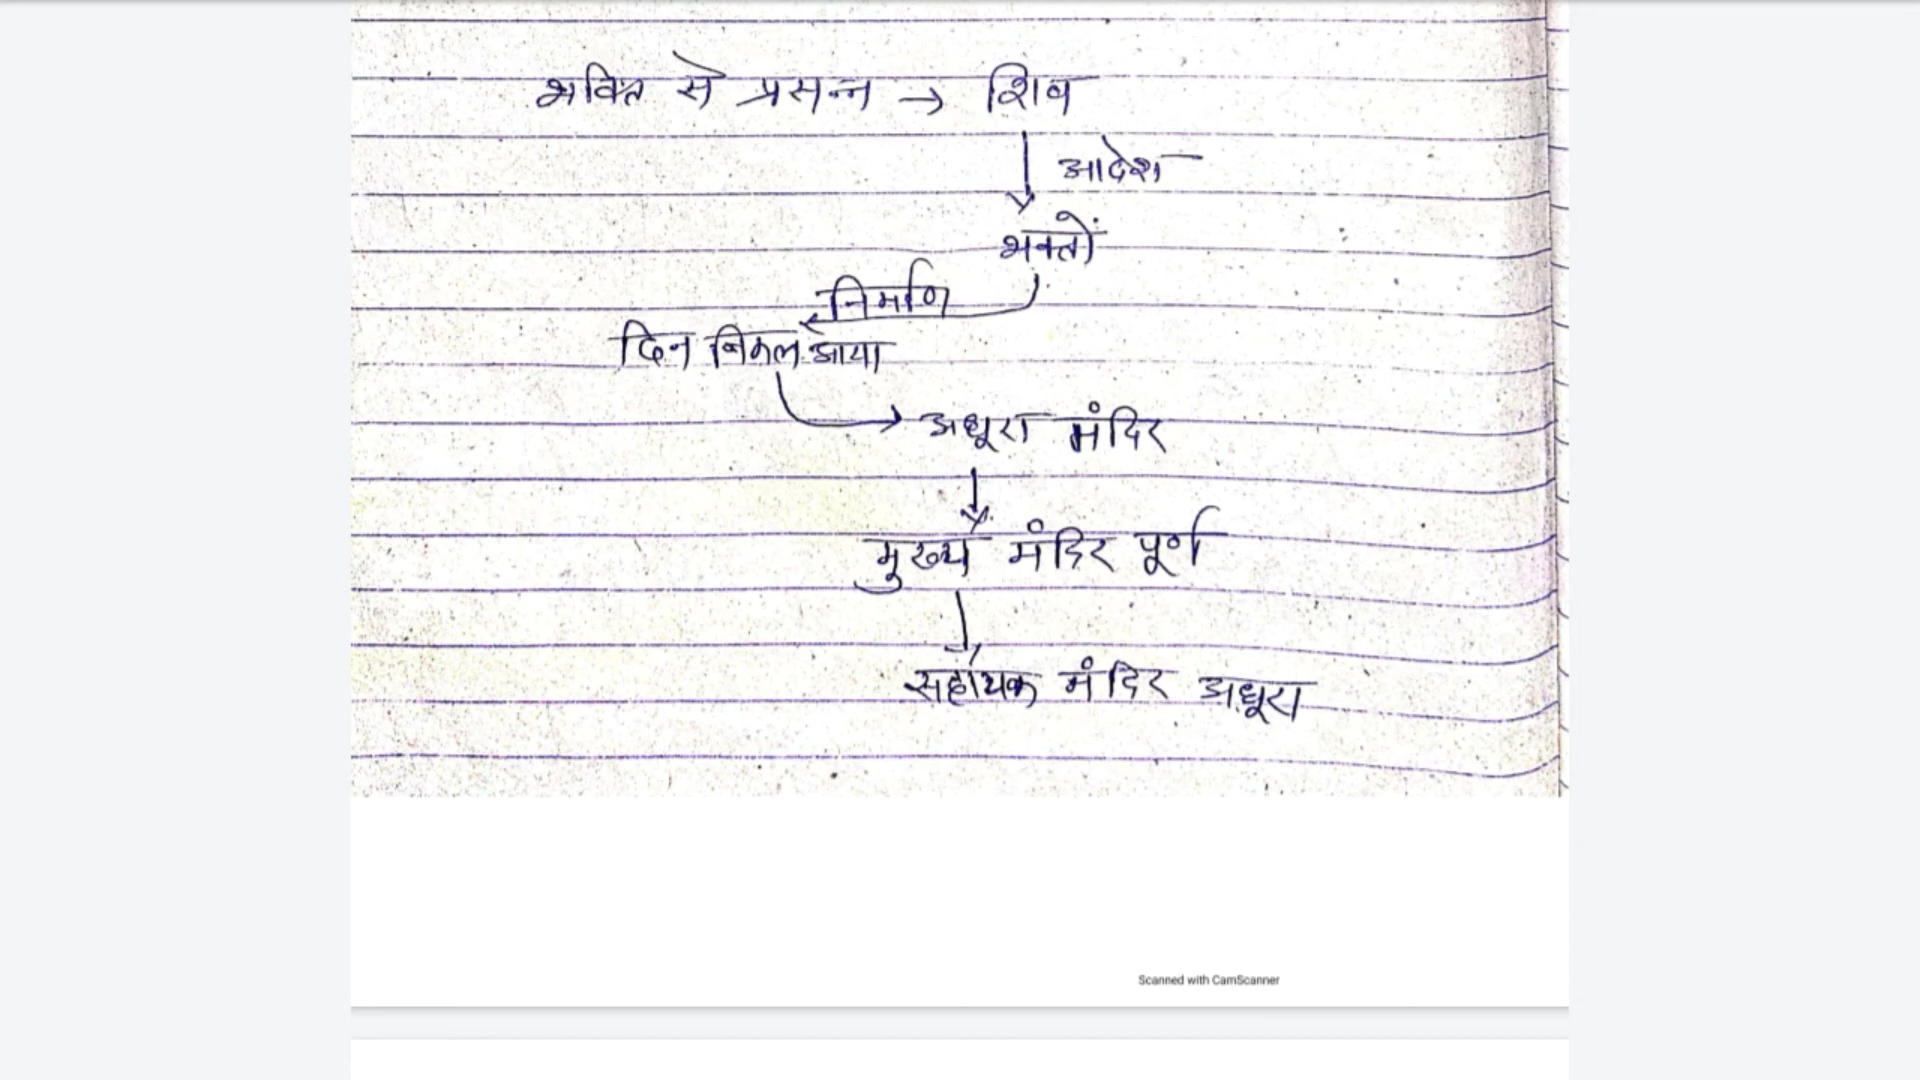 भक्ति से प्रसन्न → शिव
आदेश
भक्तों
निर्माण
दिन निकल आया
अधूरा मंदिर
मुख्य मंदिर पूर्ण
सहायक मंदिर अधूरा
Scanned with CamScanner